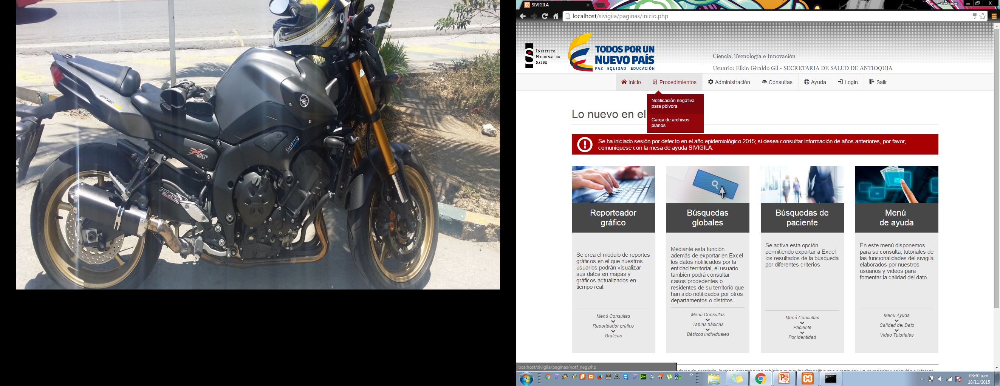 ULTIMATE
GoPro
XTREME
BIKES
potencia
SIVIGILA
alexander
localhost/sivigila/paginas/inicio.php
INSTITUTO
NACIONAL DE
SALUD
TODOS POR UN
NUEVO PAÍS
PAZ EQUIDAD EDUCACIÓN
Ciencia, Tecnología e Innovación
Usuario: Elkin Giraldo Gil - SECRETARIA DE SALUD DE ANTIOQUIA
Inicio
Procedimientos
Administración
Consultas
Ayuda
Login
Salir
Notificación negativa
para pólvora
Carga de archivos
planos
Lo nuevo en el
Se ha iniciado sesión por defecto en el año epidemiológico 2015; si desea consultar información de años anteriores, por favor,
comuníquese con la mesa de ayuda SIVIGILA.
Reporteador
gráfico
Se crea el módulo de reportes
gráficos en el que nuestros
usuarios podrán visualizar
sus datos en mapas y
gráficos actualizados en
tiempo real.
Menú Consultas
Reporteador gráfico
Gráficas
Búsquedas
globales
Mediante esta función
además de exportar en Excel
los datos notificados por la
entidad territorial, el usuario
también podrá consultar
casos procedentes o
residentes de su territorio que
han sido notificados por otros
departamentos o distritos.
Menú Consultas
Tablas básicas
Básicos individuales
Búsquedas de
paciente
Se activa esta opción
permitiendo exportar a Excel
los resultados de la búsqueda
por diferentes criterios.
Menú Consultas
Paciente
Por identidad
Menú
de ayuda
En este menú disponemos
para su consulta, tutoriales de
las funcionalidades del sivigila
elaborados por nuestros
usuarios y videos para
fomentar la calidad del dato.
Menu Ayuda
Calidad del Dato
Video Tutoriales
localhost/sivigila/paginas/notf_neg.php
Dw
08:30 a.m.
18/11/2015